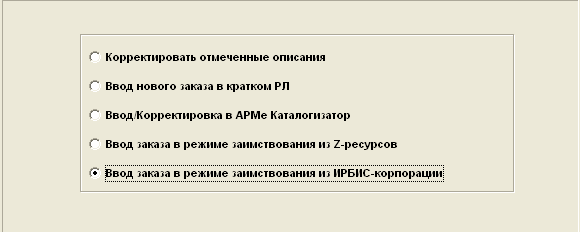 Корректировать отмеченные описания
Ввод нового заказа в кратком РЛ
Ввод/Корректировка в АРМе Каталогизатор
Ввод заказа в режиме заимствования из Z-ресурсов
Ввод заказа в режиме заимствования из ИРБИС-корпорации